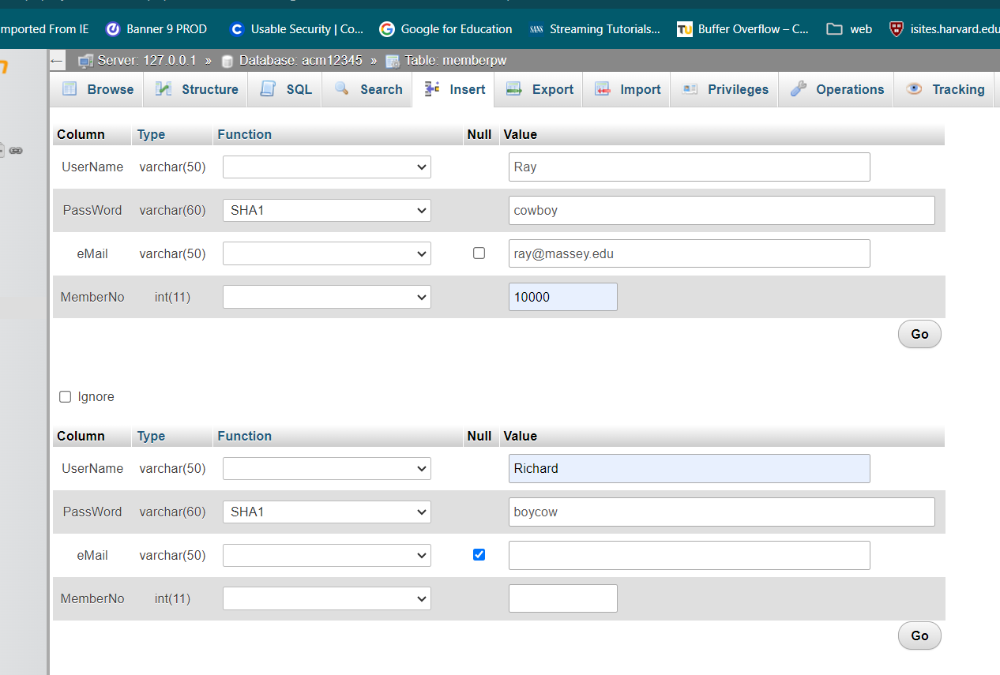 mported From IE Banner 9 PROD Usable Security | Co... Google for Education SANS Streaming Tutorials... TU Buffer Overflow – C... web isites.harvard.edu
Server: 127.0.0.1 » Database: acm12345 » Table: memberpw
Browse Structure SQL Search Insert Export Import Privileges Operations Tracking
Column Type Function Null Value
UserName varchar(50) Ray
PassWord varchar(60) SHA1 cowboy
eMail varchar(50) ray@massey.edu
MemberNo int(11) 10000
Go
Ignore
Column Type Function Null Value
UserName varchar(50) Richard
PassWord varchar(60) SHA1 boycow
eMail varchar(50)
MemberNo int(11)
Go